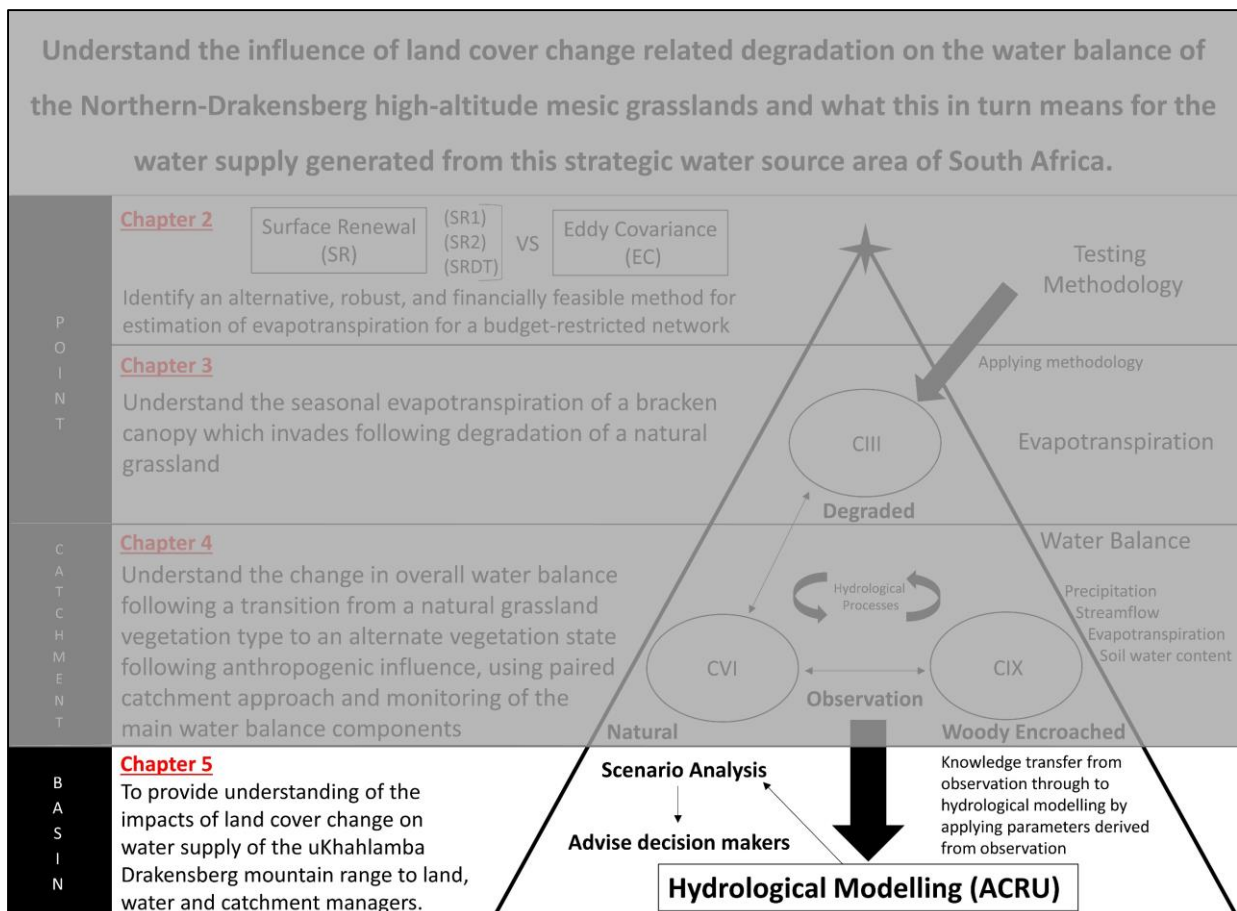 Understand the influence of land cover change related degradation on the water balance of
the Northern-Drakensberg high-altitude mesic grasslands and what this in turn means for the
water supply generated from this strategic water source area of South Africa.
POINT
Chapter 2
Surface Renewal
(SR)
(SR1)
(SR2)
(SRDT)
VS
Eddy Covariance
(EC)
Identify an alternative, robust, and financially feasible method for
estimation of evapotranspiration for a budget-restricted network
Testing
Methodology
Chapter 3
Understand the seasonal evapotranspiration of a bracken
canopy which invades following degradation of a natural
grassland
Applying methodology
CIII
Degraded
Evapotranspiration
CATCHMENT
Chapter 4
Understand the change in overall water balance
following a transition from a natural grassland
vegetation type to an alternate vegetation state
following anthropogenic influence, using paired
catchment approach and monitoring of the
main water balance components
Water Balance
Hydrological
Processes
Precipitation
Streamflow
Evapotranspiration
Soil water content
CVI
CIX
Observation
Natural
Woody Encroached
BASIN
Chapter 5
To provide understanding of the
impacts of land cover change on
water supply of the uKhahlamba
Drakensberg mountain range to land,
water and catchment managers.
Scenario Analysis
Advise decision makers
Knowledge transfer from
observation through to
hydrological modelling by
applying parameters derived
from observation
Hydrological Modelling (ACRU)